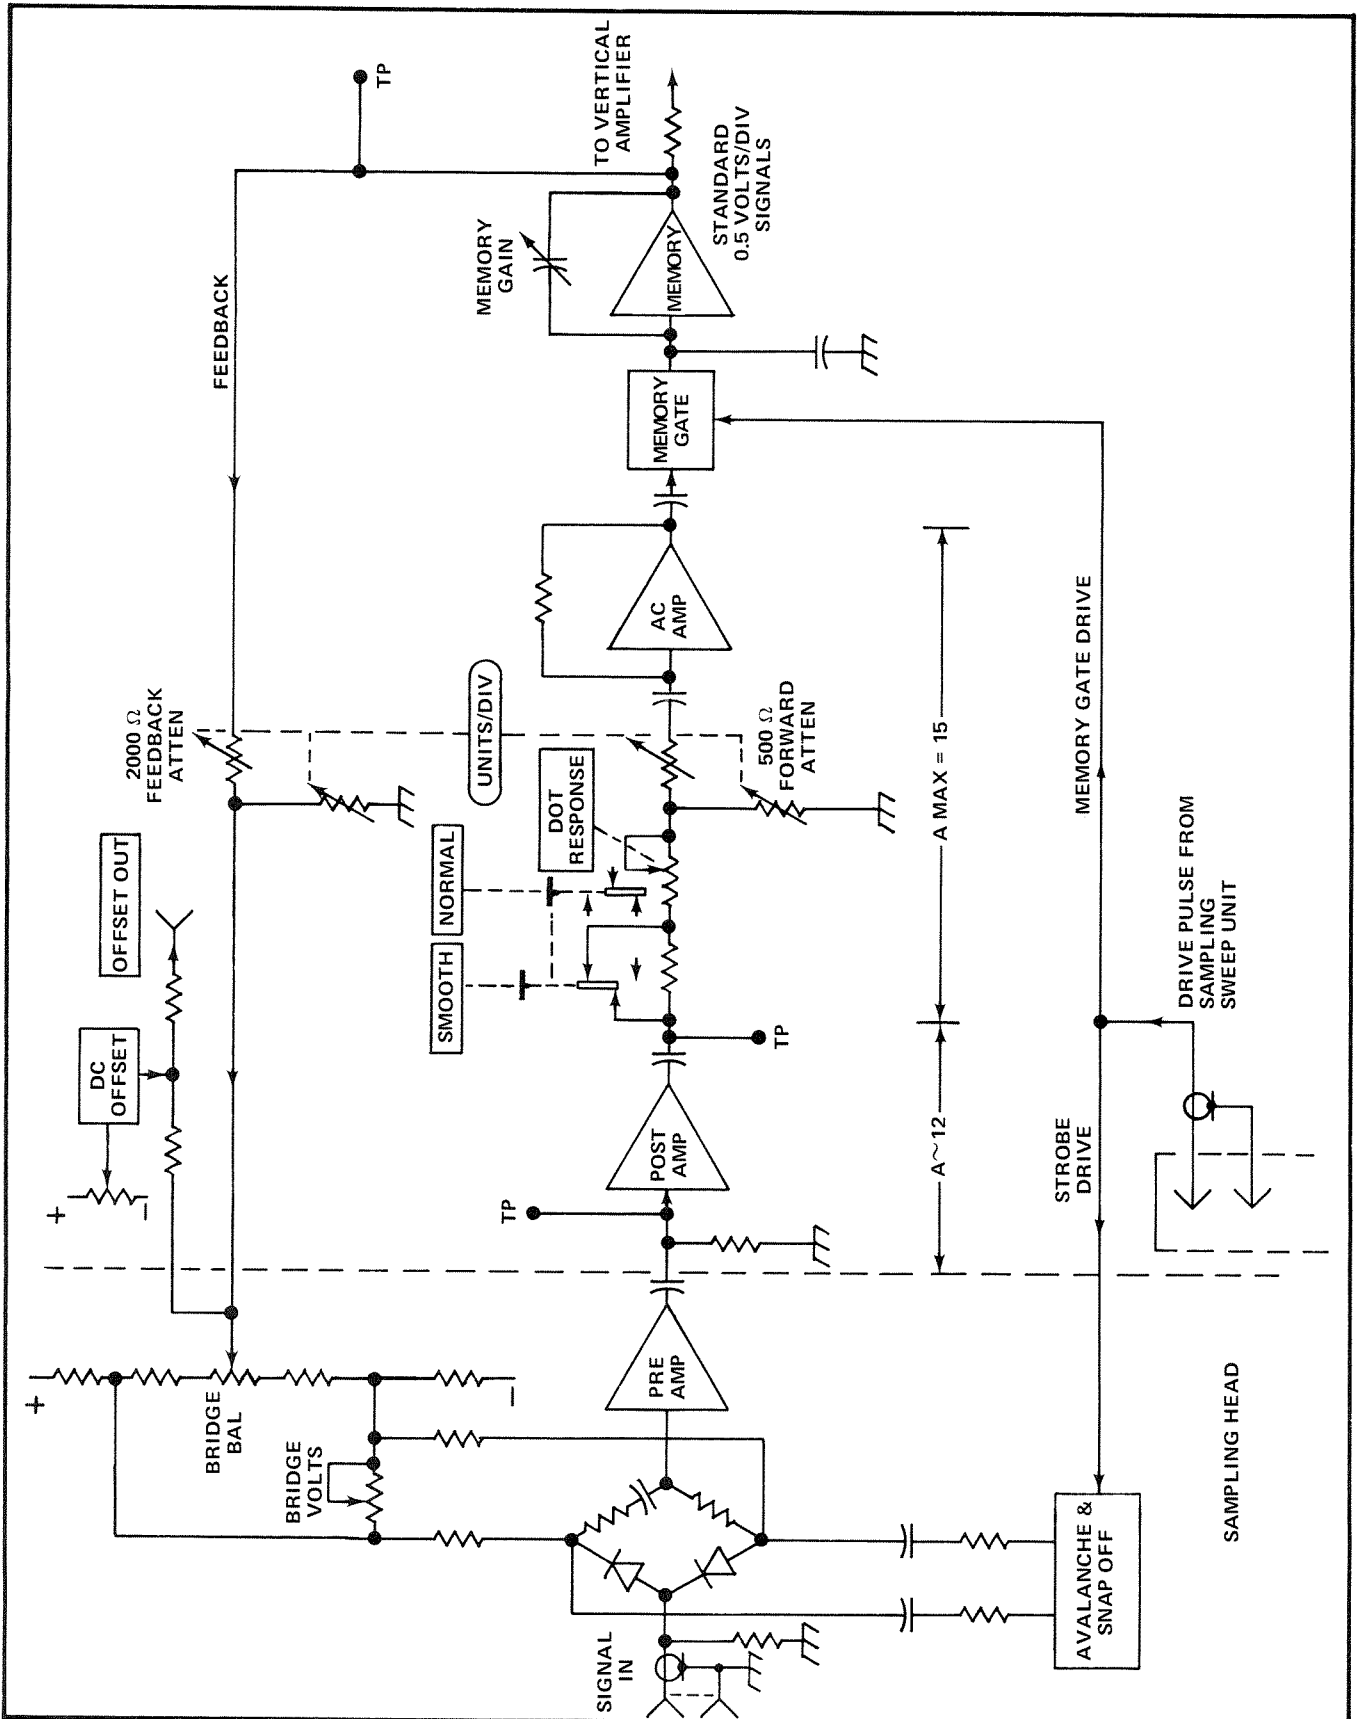 +
BRIDGE
BAL
BRIDGE
VOLTS
–
+
–
DC
OFFSET
OFFSET OUT
2000 Ω
FEEDBACK
ATTEN
FEEDBACK
TP
SIGNAL
IN
PRE
AMP
TP
POST
AMP
TP
SMOOTH
NORMAL
DOT
RESPONSE
UNITS/DIV
500 Ω
FORWARD
ATTEN
AC
AMP
MEMORY
GATE
MEMORY
GAIN
MEMORY
TO VERTICAL
AMPLIFIER
STANDARD
0.5 VOLTS/DIV
SIGNALS
A~12
A MAX = 15
STROBE
DRIVE
MEMORY GATE DRIVE
DRIVE PULSE FROM
SAMPLING
SWEEP UNIT
AVALANCHE &
SNAP OFF
SAMPLING HEAD